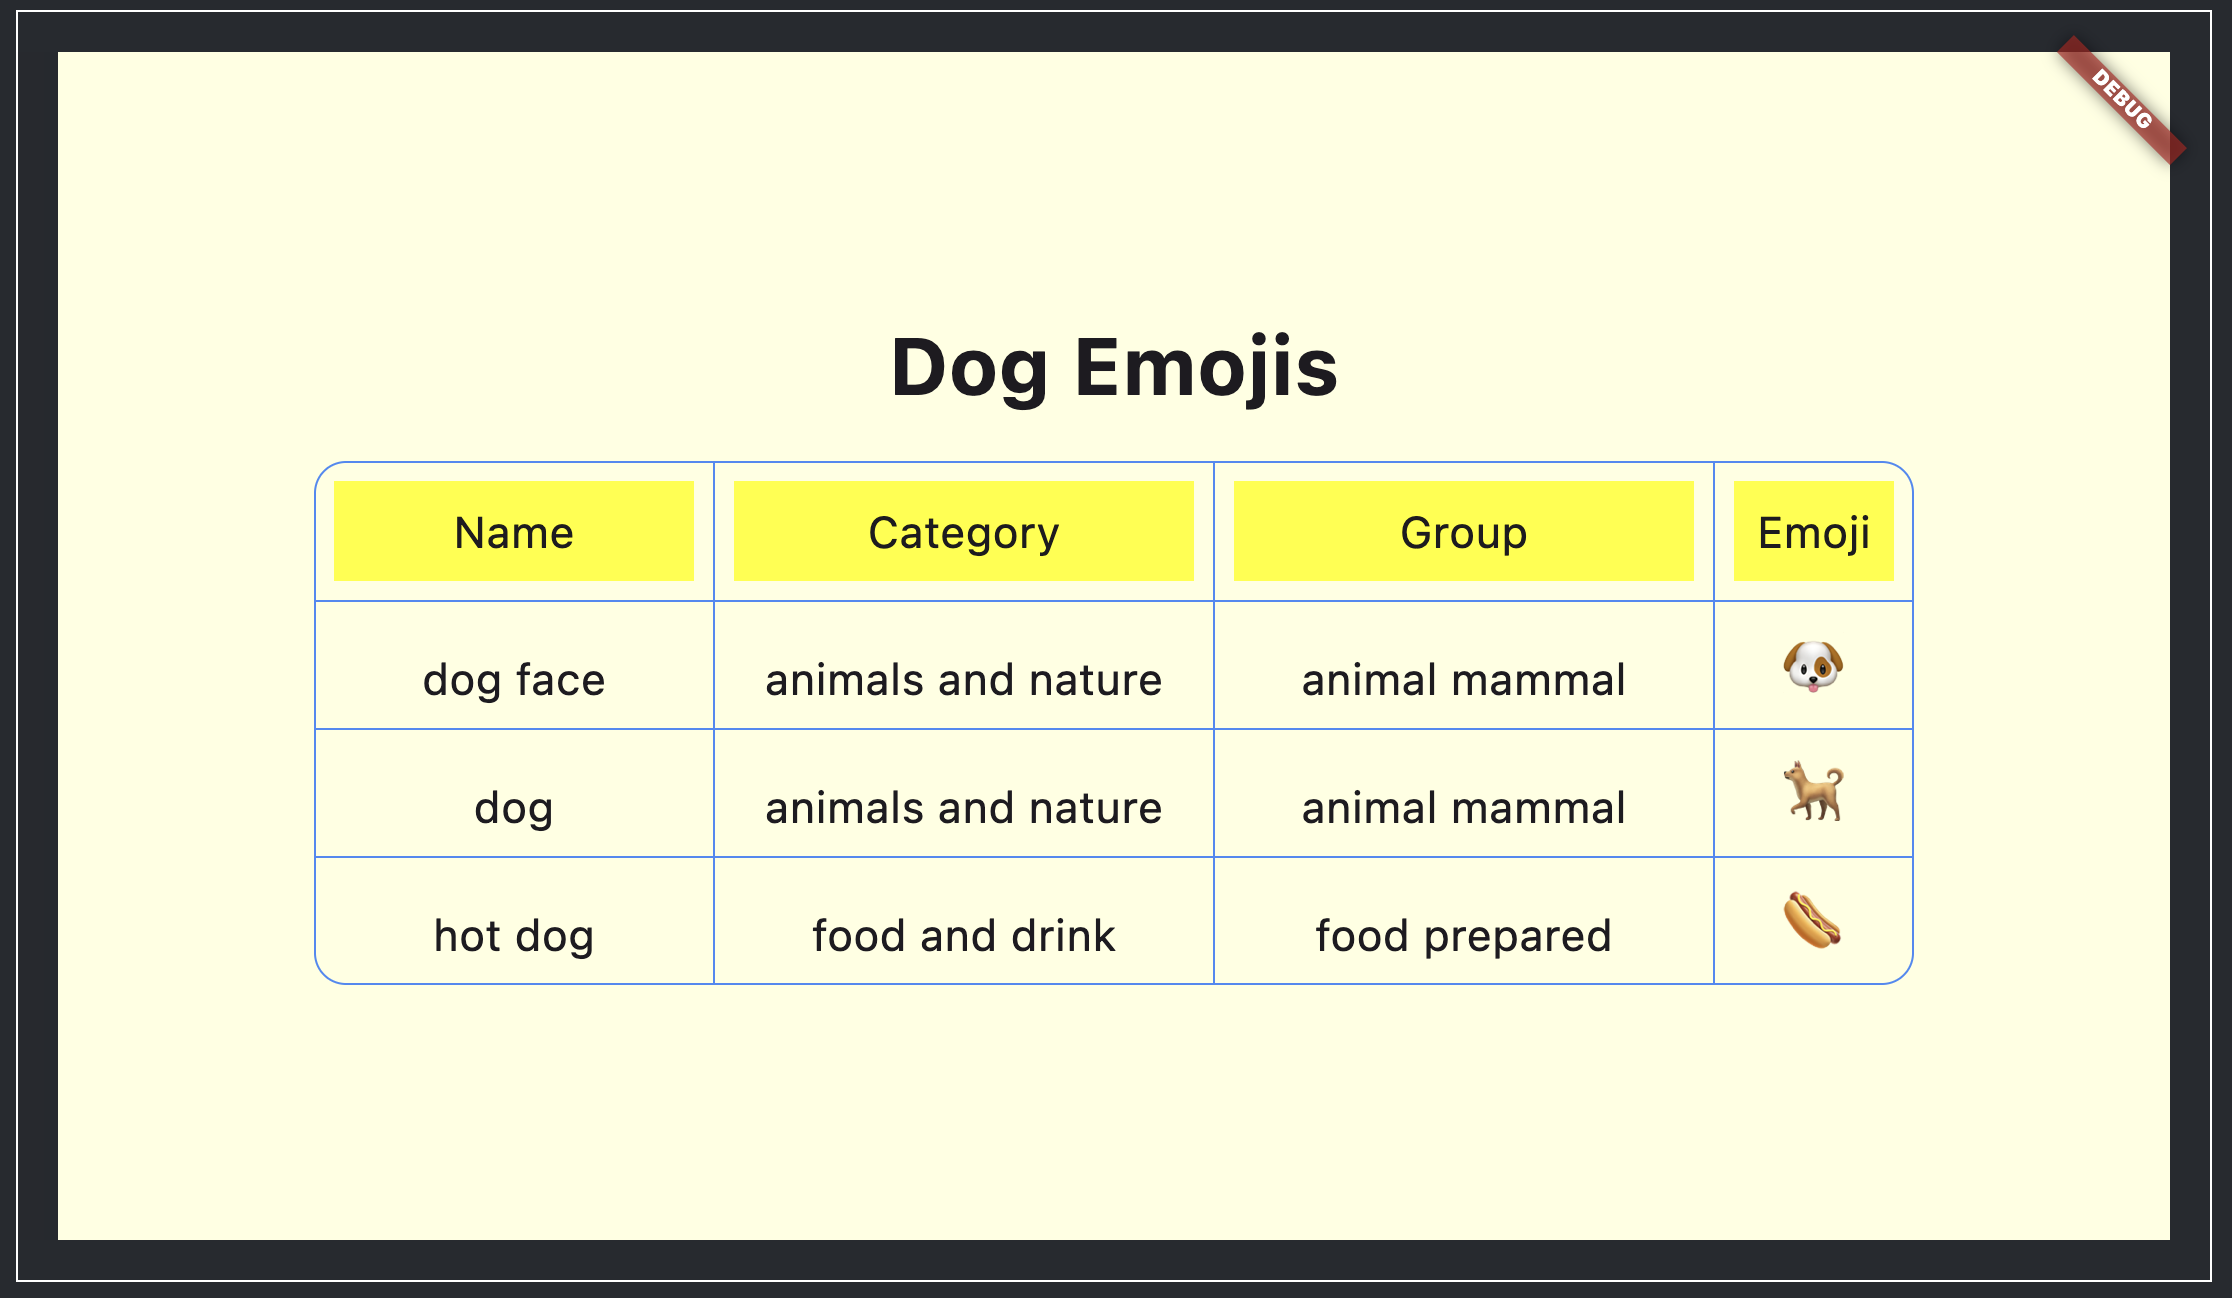 DEBUG
Dog Emojis
Name Category Group Emoji
dog face animals and nature animal mammal 🐶
dog animals and nature animal mammal 🐕
hot dog food and drink food prepared 🌭